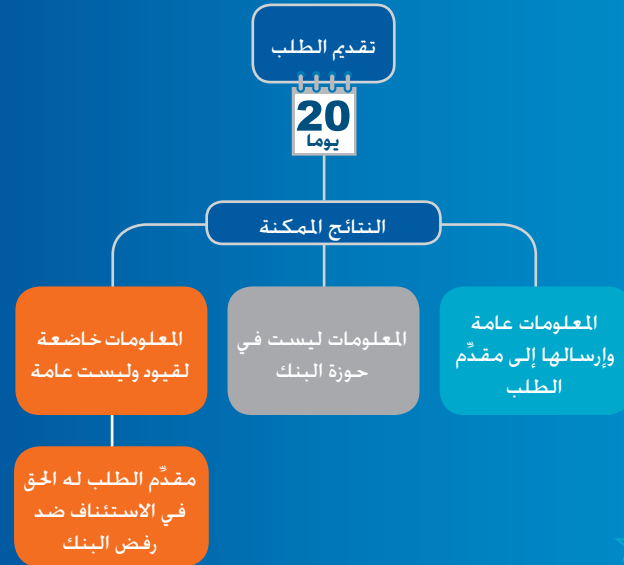 تقديم الطلب
20
يوما
النتائج الممكنة
المعلومات عامة
وإرسالها إلى مقدِّم
الطلب
المعلومات ليست في
حوزة البنك
المعلومات خاضعة
لقيود وليست عامة
مقدِّم الطلب له الحق
في الاستئناف ضد
رفض البنك